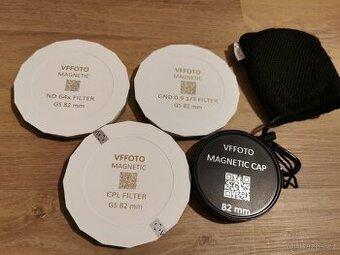 VFFOTO
MAGNETIC
ND 64x FILTER
GS 82 mm
VFFOTO
MAGNETIC
GND 0.9 1/3 FILTER
GS 82 mm
VFFOTO
MAGNETIC
CPL FILTER
GS 82 mm
VFFOTO
MAGNETIC CAP
82 mm